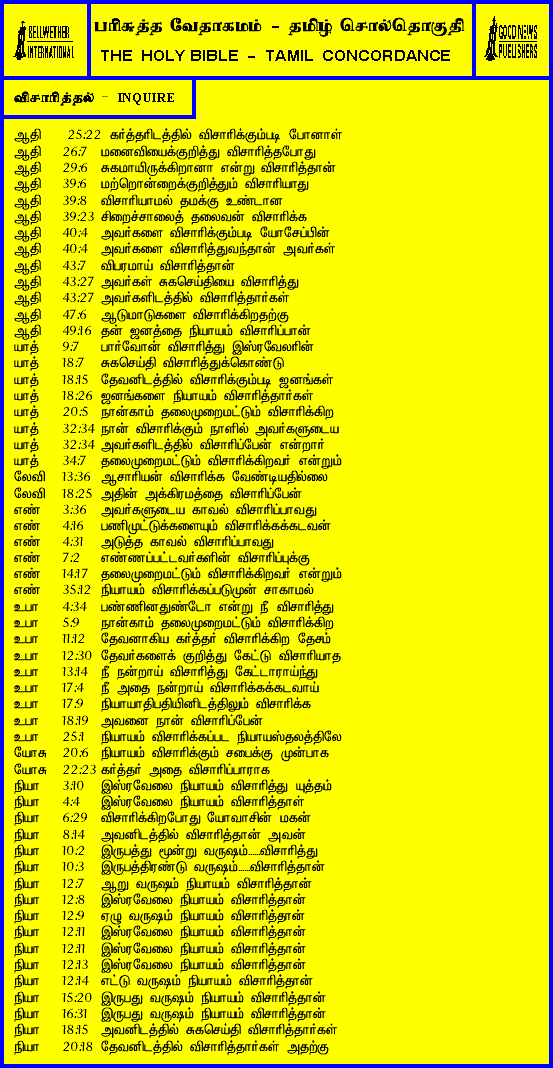 BELLWETHER INTERNATIONAL
பரிசுத்த வேதாகமம் - தமிழ் சொல்தொகுதி
THE HOLY BIBLE - TAMIL CONCORDANCE
GOOD NEWS PUBLISHERS
விசாரித்தல் - INQUIRE
ஆதி 25:22 கர்த்தரிடத்தில் விசாரிக்கும்படி போனாள்
ஆதி 26:7 மனைவியைக்குறித்து விசாரித்தபோது
ஆதி 29:6 சுகமாயிருக்கிறானா என்று விசாரித்தான்
ஆதி 39:6 மற்றொன்றைக்குறித்தும் விசாரியாது
ஆதி 39:8 விசாரியாமல் தமக்கு உண்டான
ஆதி 39:23 சிறைச்சாலைத் தலைவன் விசாரிக்க
ஆதி 40:4 அவர்களை விசாரிக்கும்படி யோசேப்பின்
ஆதி 40:4 அவர்களை விசாரித்துவந்தான் அவர்கள்
ஆதி 43:7 விபரமாய் விசாரித்தான்
ஆதி 43:27 அவர்கள் சுகசெய்தியை விசாரித்து
ஆதி 43:27 அவர்களிடத்தில் விசாரித்தார்கள்
ஆதி 47:6 ஆடுமாடுகளை விசாரிக்கிறதற்கு
ஆதி 49:16 தன் ஜனத்தை நியாயம் விசாரிப்பான்
யாத் 9:7 பார்வோன் விசாரித்து இஸ்ரவேலரின்
யாத் 18:7 சுகசெய்தி விசாரித்துக்கொண்டு
யாத் 18:15 தேவனிடத்தில் விசாரிக்கும்படி ஜனங்கள்
யாத் 18:26 ஜனங்களை நியாயம் விசாரித்தார்கள்
யாத் 20:5 நான்காம் தலைமுறைமட்டும் விசாரிக்கிற
யாத் 32:34 நான் விசாரிக்கும் நாளில் அவர்களுடைய
யாத் 32:34 அவர்களிடத்தில் விசாரிப்பேன் என்றார்
யாத் 34:7 தலைமுறைமட்டும் விசாரிக்கிறவர் என்றும்
லேவி 13:36 ஆசாரியன் விசாரிக்க வேண்டியதில்லை
லேவி 18:25 அதின் அக்கிரமத்தை விசாரிப்பேன்
எண் 3:36 அவர்களுடைய காவல் விசாரிப்பாவது
எண் 4:16 பணிமுட்டுக்களையும் விசாரிக்கக்கடவன்
எண் 4:31 அடுத்த காவல் விசாரிப்பாவது
எண் 7:2 எண்ணப்பட்டவர்களின் விசாரிப்புக்கு
எண் 14:17 தலைமுறைமட்டும் விசாரிக்கிறவர் என்றும்
எண் 35:12 நியாயம் விசாரிக்கப்படுமுன் சாகாமல்
உபா 4:34 பண்ணினதுண்டோ என்று நீ விசாரித்து
உபா 5:9 நான்காம் தலைமுறைமட்டும் விசாரிக்கிற
உபா 11:12 தேவனாகிய கர்த்தர் விசாரிக்கிற தேசம்
உபா 12:30 தேவர்களைக் குறித்து கேட்டு விசாரியாத
உபா 13:14 நீ நன்றாய் விசாரித்து கேட்டாராய்ந்து
உபா 17:4 நீ அதை நன்றாய் விசாரிக்கக்கடவாய்
உபா 17:9 நியாயாதிபதியினிடத்திலும் விசாரிக்க
உபா 18:19 அவனை நான் விசாரிப்பேன்
உபா 25:1 நியாயம் விசாரிக்கப்பட நியாயஸ்தலத்திலே
யோசு 20:6 நியாயம் விசாரிக்கும் சபைக்கு முன்பாக
யோசு 22:23 கர்த்தர் அதை விசாரிப்பாராக
நியா 3:10 இஸ்ரவேலை நியாயம் விசாரித்து யுத்தம்
நியா 4:4 இஸ்ரவேலை நியாயம் விசாரித்தாள்
நியா 6:29 விசாரிக்கிறபோது யோவாசின் மகன்
நியா 8:14 அவனிடத்தில் விசாரித்தான் அவன்
நியா 10:2 இருபத்து மூன்று வருஷம்.....விசாரித்து
நியா 10:3 இருபத்திரண்டு வருஷம்.....விசாரித்தான்
நியா 12:7 ஆறு வருஷம் நியாயம் விசாரித்தான்
நியா 12:8 இஸ்ரவேலை நியாயம் விசாரித்தான்
நியா 12:9 ஏழு வருஷம் நியாயம் விசாரித்தான்
நியா 12:11 இஸ்ரவேலை நியாயம் விசாரித்தான்
நியா 12:11 இஸ்ரவேலை நியாயம் விசாரித்தான்
நியா 12:13 இஸ்ரவேலை நியாயம் விசாரித்தான்
நியா 12:14 எட்டு வருஷம் நியாயம் விசாரித்தான்
நியா 15:20 இருபது வருஷம் நியாயம் விசாரித்தான்
நியா 16:31 இருபது வருஷம் நியாயம் விசாரித்தான்
நியா 18:15 அவனிடத்தில் சுகசெய்தி விசாரித்தார்கள்
நியா 20:18 தேவனிடத்தில் விசாரித்தார்கள் அதற்கு